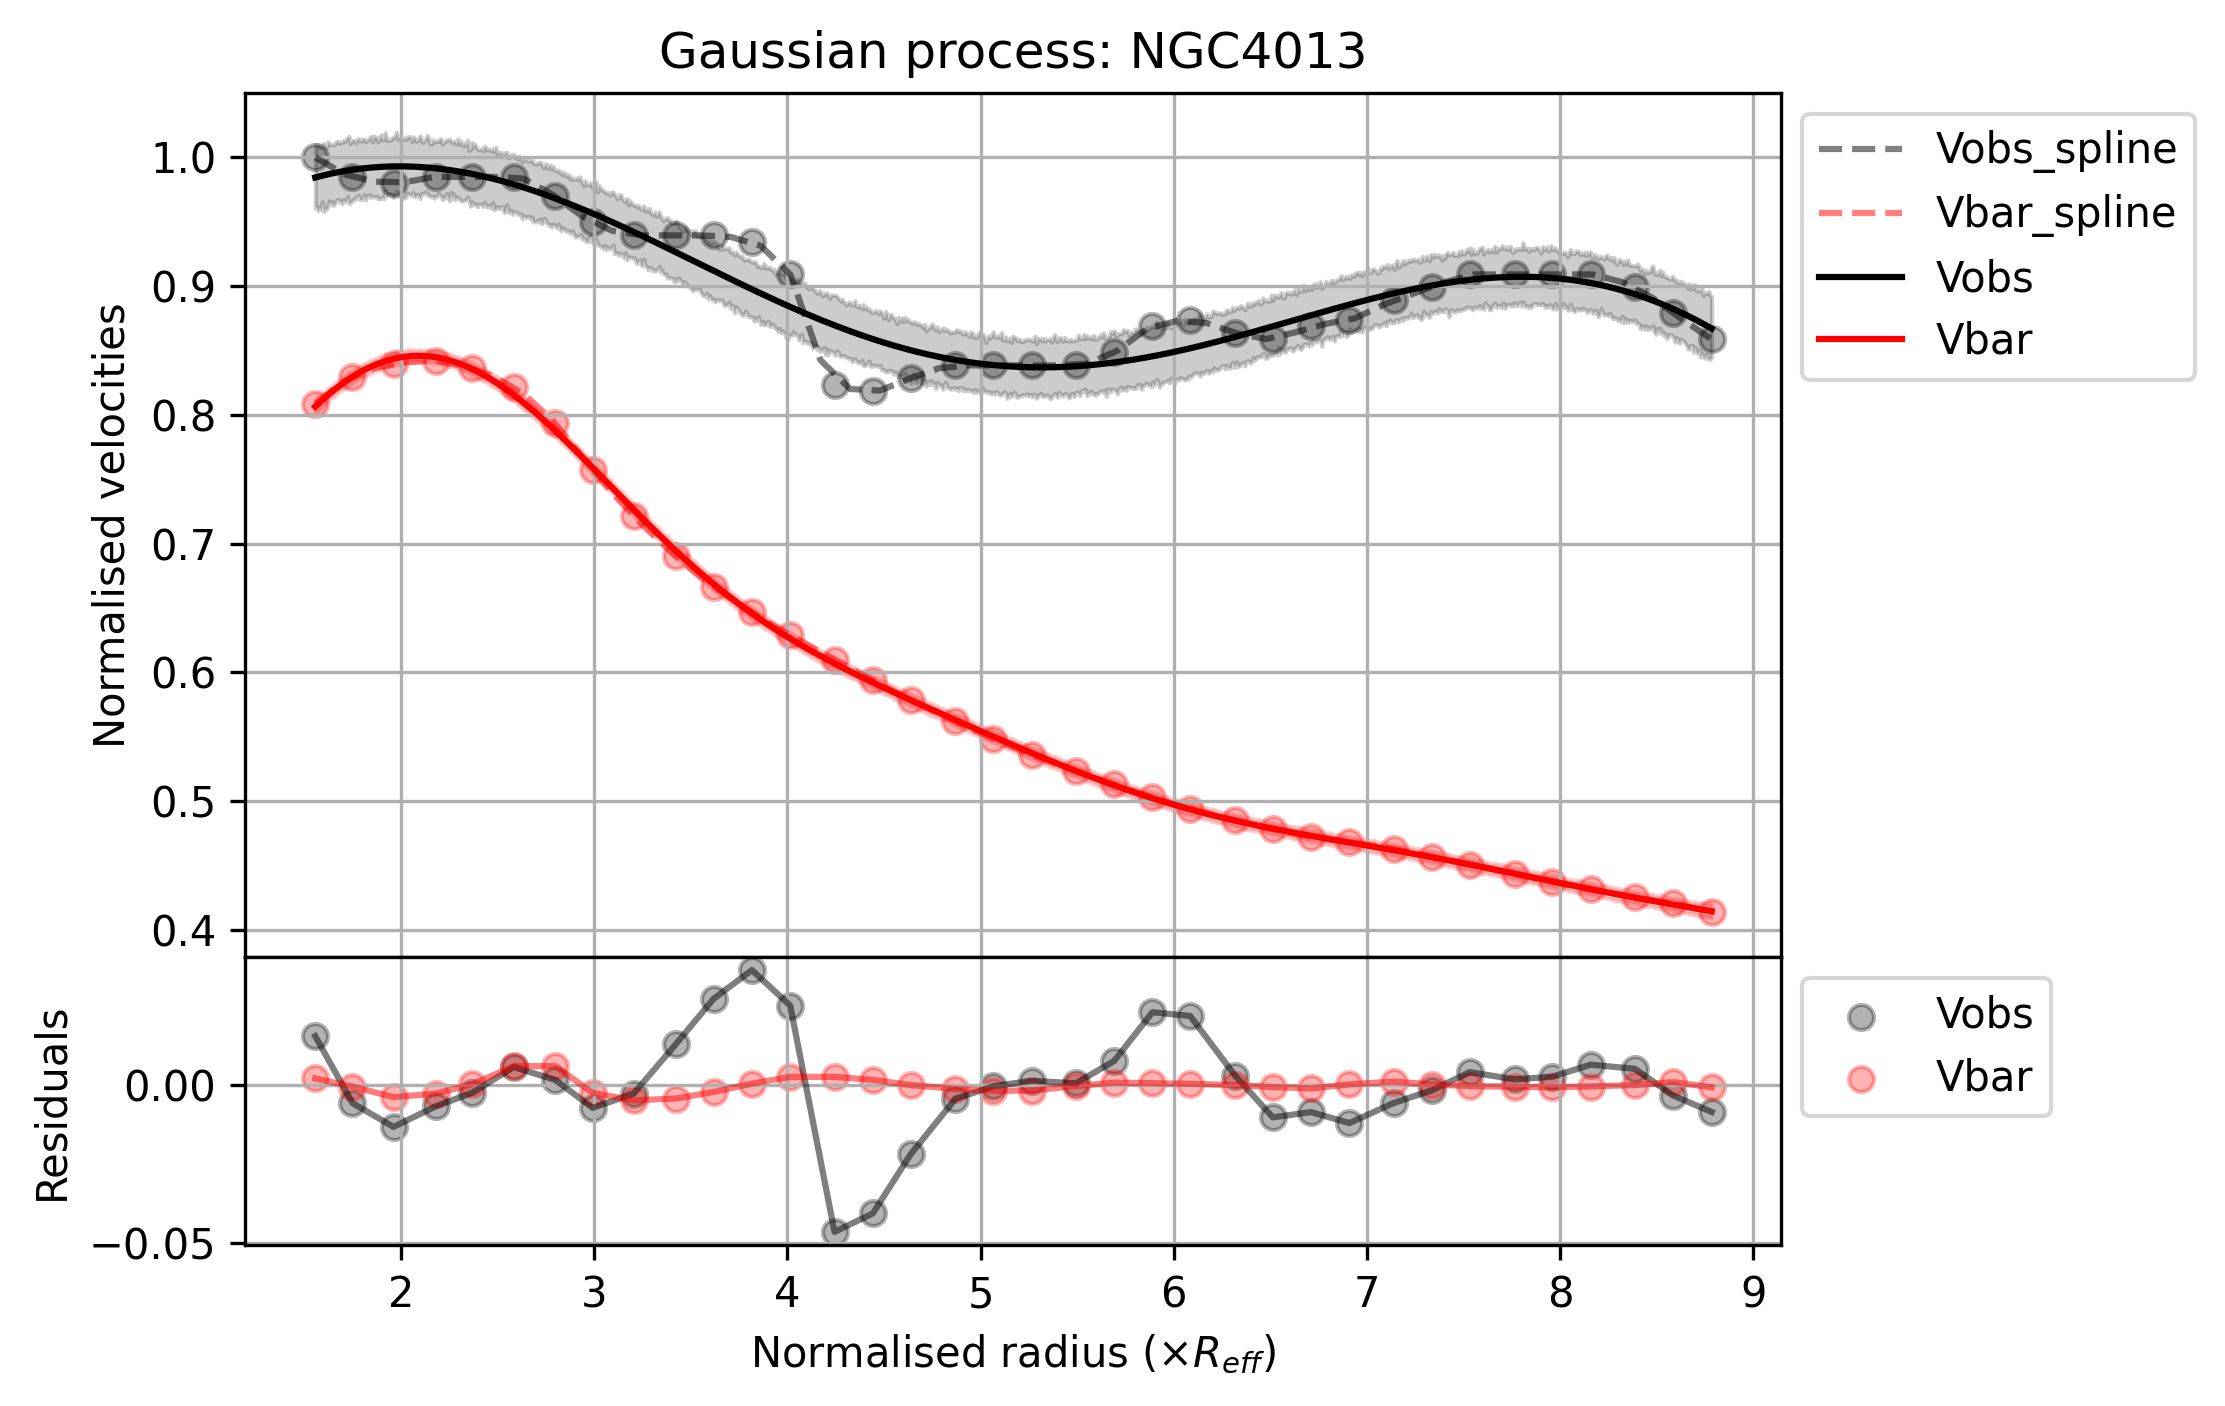 Gaussian process: NGC4013
Normalised velocities
1.0
0.9
0.8
0.7
0.6
0.5
0.4
Vobs_spline
Vbar_spline
Vobs
Vbar
Residuals
0.00
−0.05
Vobs
Vbar
2 3 4 5 6 7 8 9
Normalised radius (×R_eff)